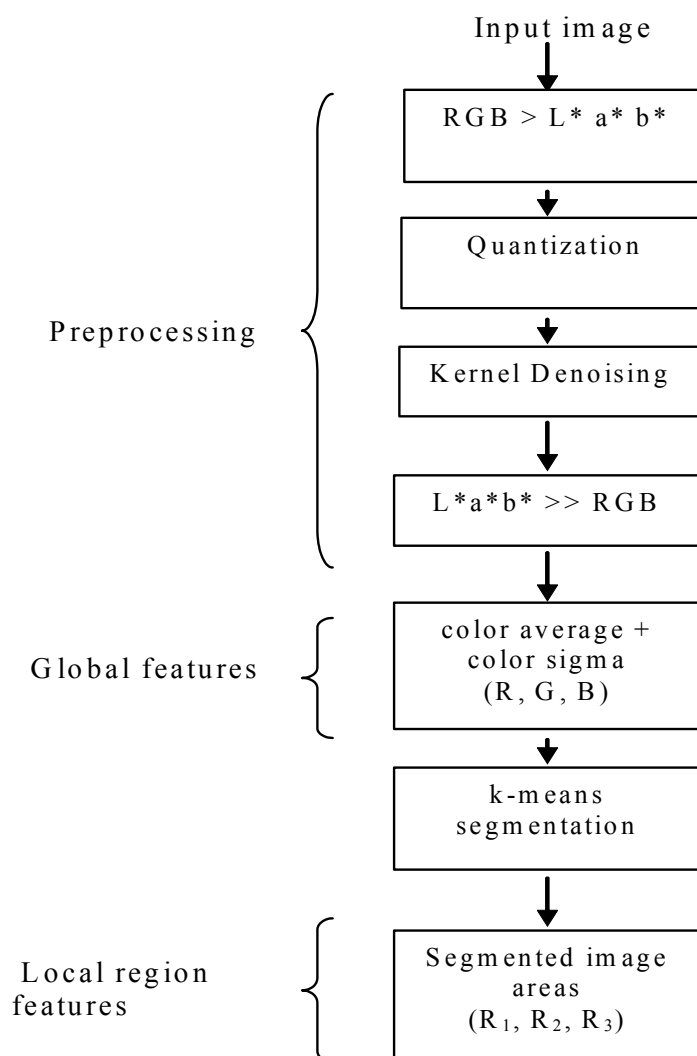 Input image
RGB > L* a* b*
Quantization
Preprocessing
Kernel Denoising
L*a*b* >> RGB
color average +
color sigma
(R, G, B)
Global features
k-means
segmentation
Segmented image
areas
(R₁, R₂, R₃)
Local region
features